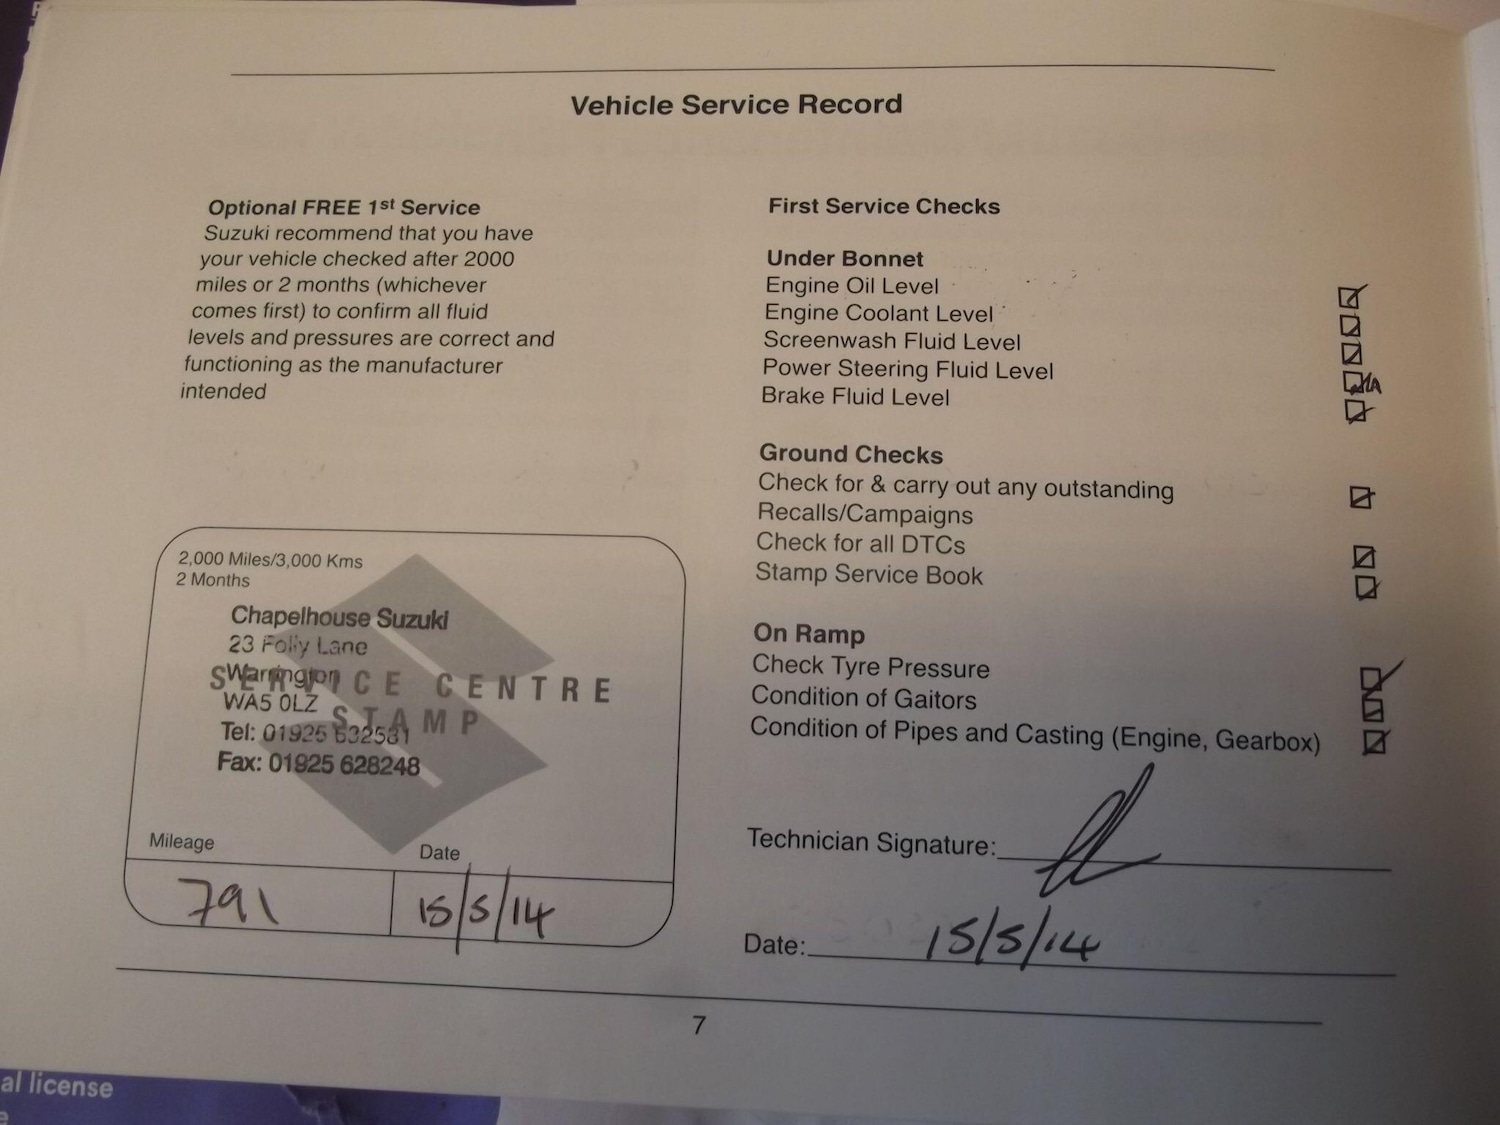 Vehicle Service Record
Optional FREE 1st Service
Suzuki recommend that you have
your vehicle checked after 2000
miles or 2 months (whichever
comes first) to confirm all fluid
levels and pressures are correct and
functioning as the manufacturer
intended
2,000 Miles/3,000 Kms
2 Months
Chapelhouse Suzuki
23 Folly Lane
Warrington
WA5 0LZ
Tel: 01925 632531
Fax: 01925 628248
SERVICE CENTRE
STAMP
Mileage
Date
791
15/5/14
First Service Checks
Under Bonnet
Engine Oil Level
Engine Coolant Level
Screenwash Fluid Level
Power Steering Fluid Level
N/A
Brake Fluid Level
Ground Checks
Check for & carry out any outstanding
Recalls/Campaigns
Check for all DTCs
Stamp Service Book
On Ramp
Check Tyre Pressure
Condition of Gaitors
Condition of Pipes and Casting (Engine, Gearbox)
Technician Signature:
Date: 15/5/14
7
al license